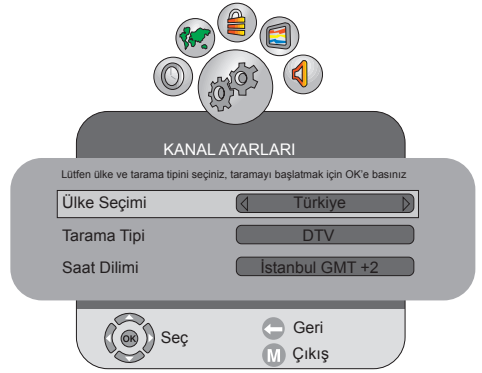 KANAL AYARLARI
Lütfen ülke ve tarama tipini seçiniz, taramayı başlatmak için OK'e basınız
Ülke Seçimi Türkiye
Tarama Tipi DTV
Saat Dilimi İstanbul GMT +2
OK Seç
Geri
M Çıkış